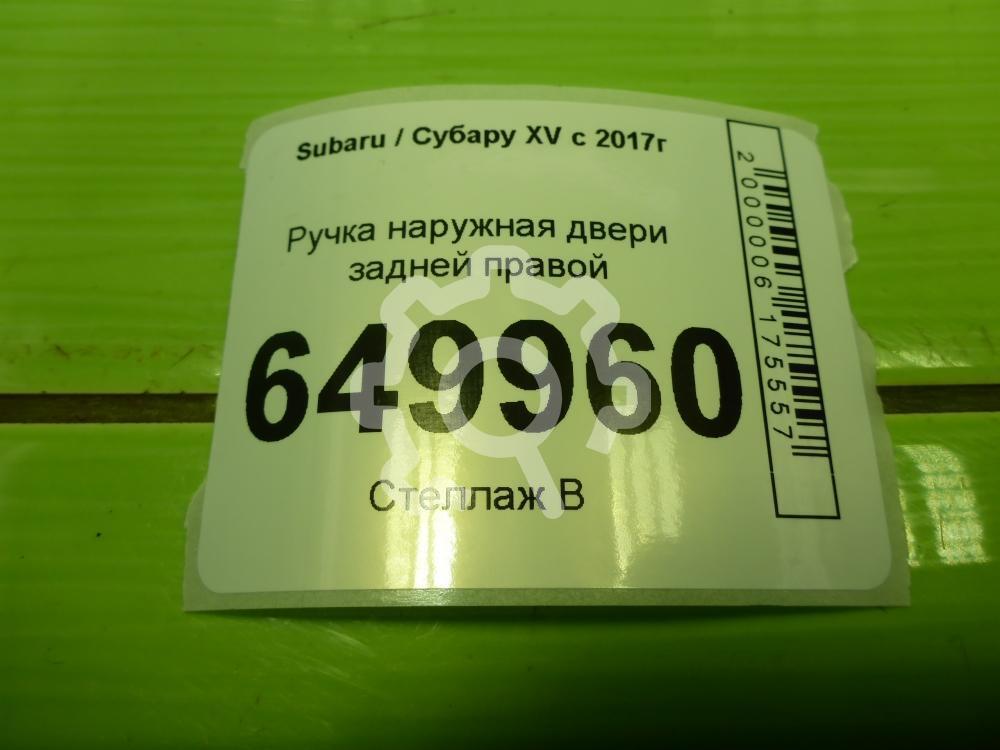 Subaru / Субару XV с 2017г
Ручка наружная двери
задней правой
649960
Стеллаж В
2000006175557